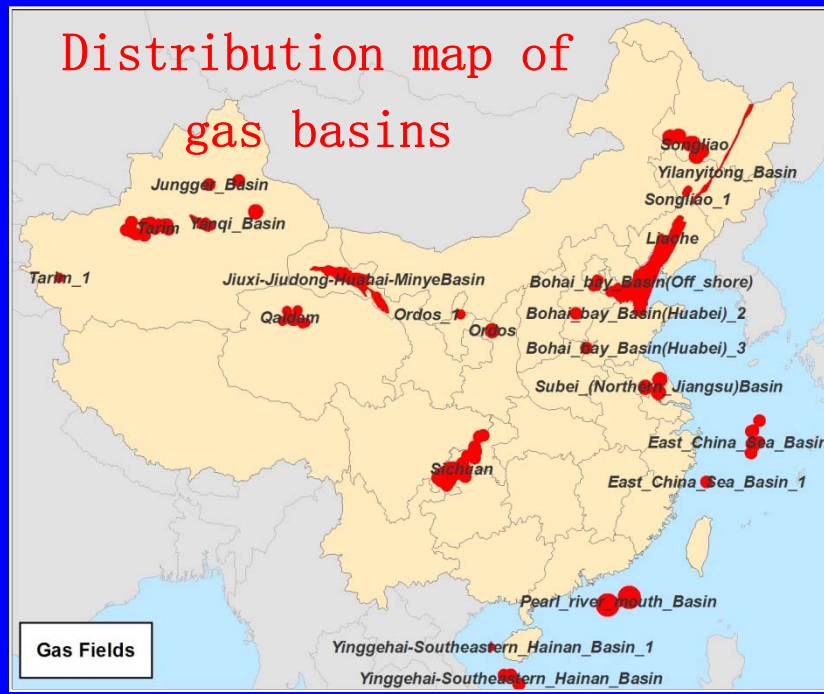 Distribution map of
gas basins
Songliao
Yilanyitong_Basin
Jungger_Basin
Songliao_1
Yanqi_Basin
Tarim
Liaohe
Tarim_1
Jiuxi-Jiudong-Huahai-MinyeBasin
Bohai_bay_Basin(Off_shore)
Qaidam
Ordos_1
Bohai_bay_Basin(Huabei)_2
Ordos
Bohai_bay_Basin(Huabei)_3
Subei_(Northern_Jiangsu)Basin
East_China_Sea_Basin
Sichuan
East_China_Sea_Basin_1
Pearl_river_mouth_Basin
Yinggehai-Southeastern_Hainan_Basin_1
Gas Fields
Yinggehai-Southeastern_Hainan_Basin